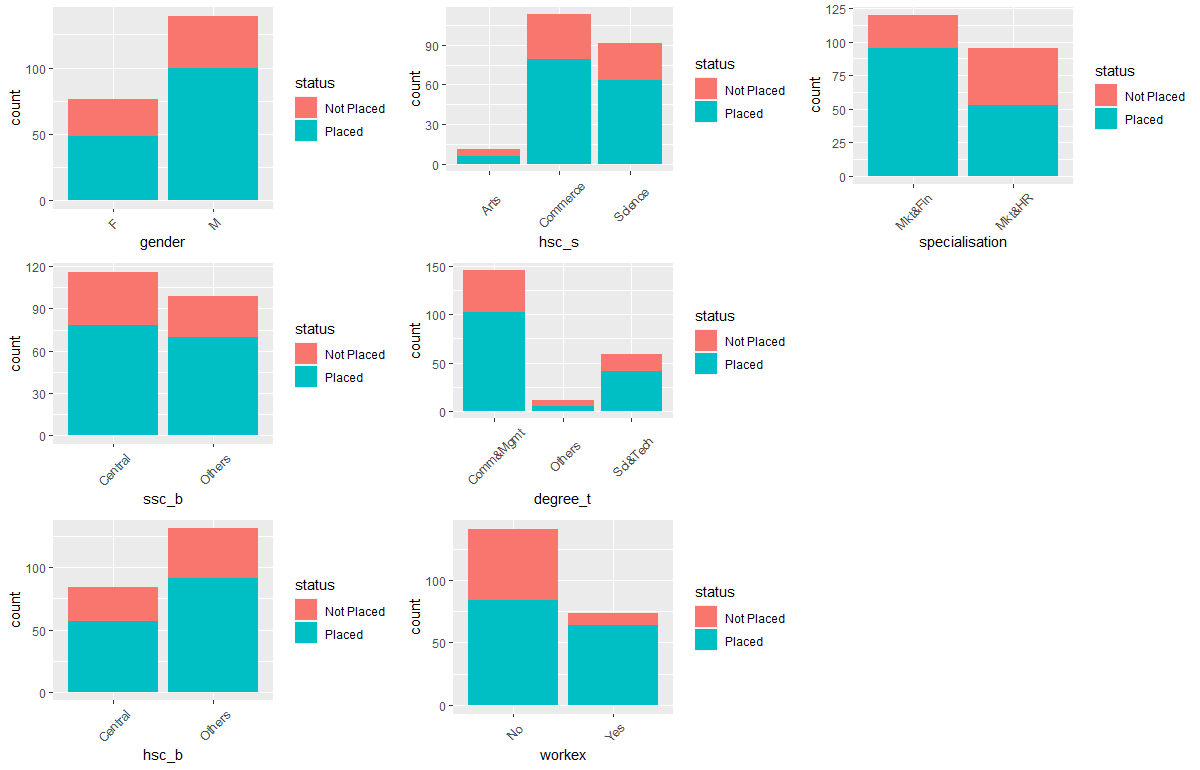 100
50
0
count
F
M
gender
status
Not Placed
Placed
90
60
30
0
count
Arts
Commerce
Science
hsc_s
status
Not Placed
Placed
125
100
75
50
25
0
count
Mkt&Fin
Mkt&HR
specialisation
status
Not Placed
Placed
120
90
60
30
0
count
Central
Others
ssc_b
status
Not Placed
Placed
150
100
50
0
count
Comm&Mgmt
Others
Sci&Tech
degree_t
status
Not Placed
Placed
100
50
0
count
Central
Others
hsc_b
status
Not Placed
Placed
100
50
0
count
No
Yes
workex
status
Not Placed
Placed